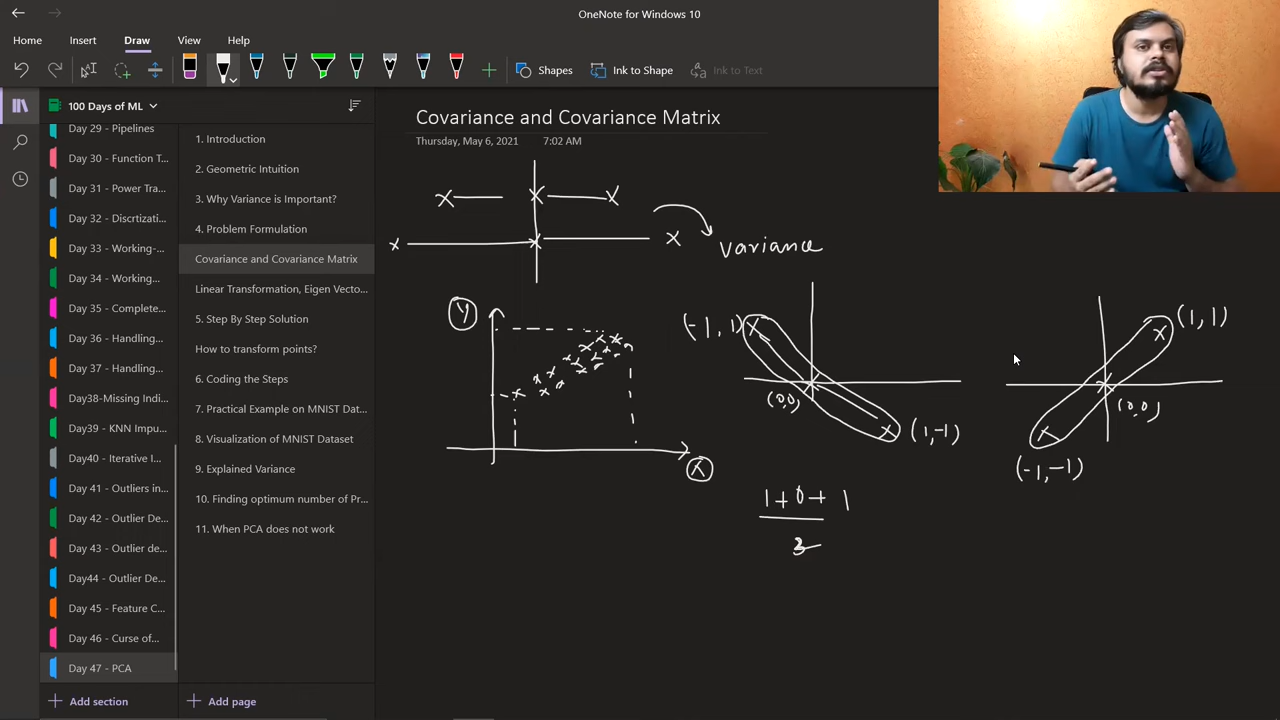 OneNote for Windows 10
Home Insert Draw View Help
Shapes Ink to Shape Ink to Text
100 Days of ML
Day 29 - Pipelines
Day 30 - Function T...
Day 31 - Power Tra...
Day 32 - Discrtizati...
Day 33 - Working-...
Day 34 - Working...
Day 35 - Complete...
Day 36 - Handling...
Day 37 - Handling...
Day38-Missing Indi...
Day39 - KNN Impu...
Day40 - Iterative I...
Day 41 - Outliers in...
Day 42 - Outlier De...
Day 43 - Outlier de...
Day44 - Outlier De...
Day 45 - Feature C...
Day 46 - Curse of...
Day 47 - PCA
Add section
1. Introduction
2. Geometric Intuition
3. Why Variance is Important?
4. Problem Formulation
Covariance and Covariance Matrix
Linear Transformation, Eigen Vecto...
5. Step By Step Solution
How to transform points?
6. Coding the Steps
7. Practical Example on MNIST Dat...
8. Visualization of MNIST Dataset
9. Explained Variance
10. Finding optimum number of Pr...
11. When PCA does not work
Add page
Covariance and Covariance Matrix
Thursday, May 6, 2021 7:02 AM
x x x
x x x
variance
Y
X
(-1, 1)
(0,0)
(1,-1)
(1, 1)
(0,0)
(-1,-1)
1+0+1
3